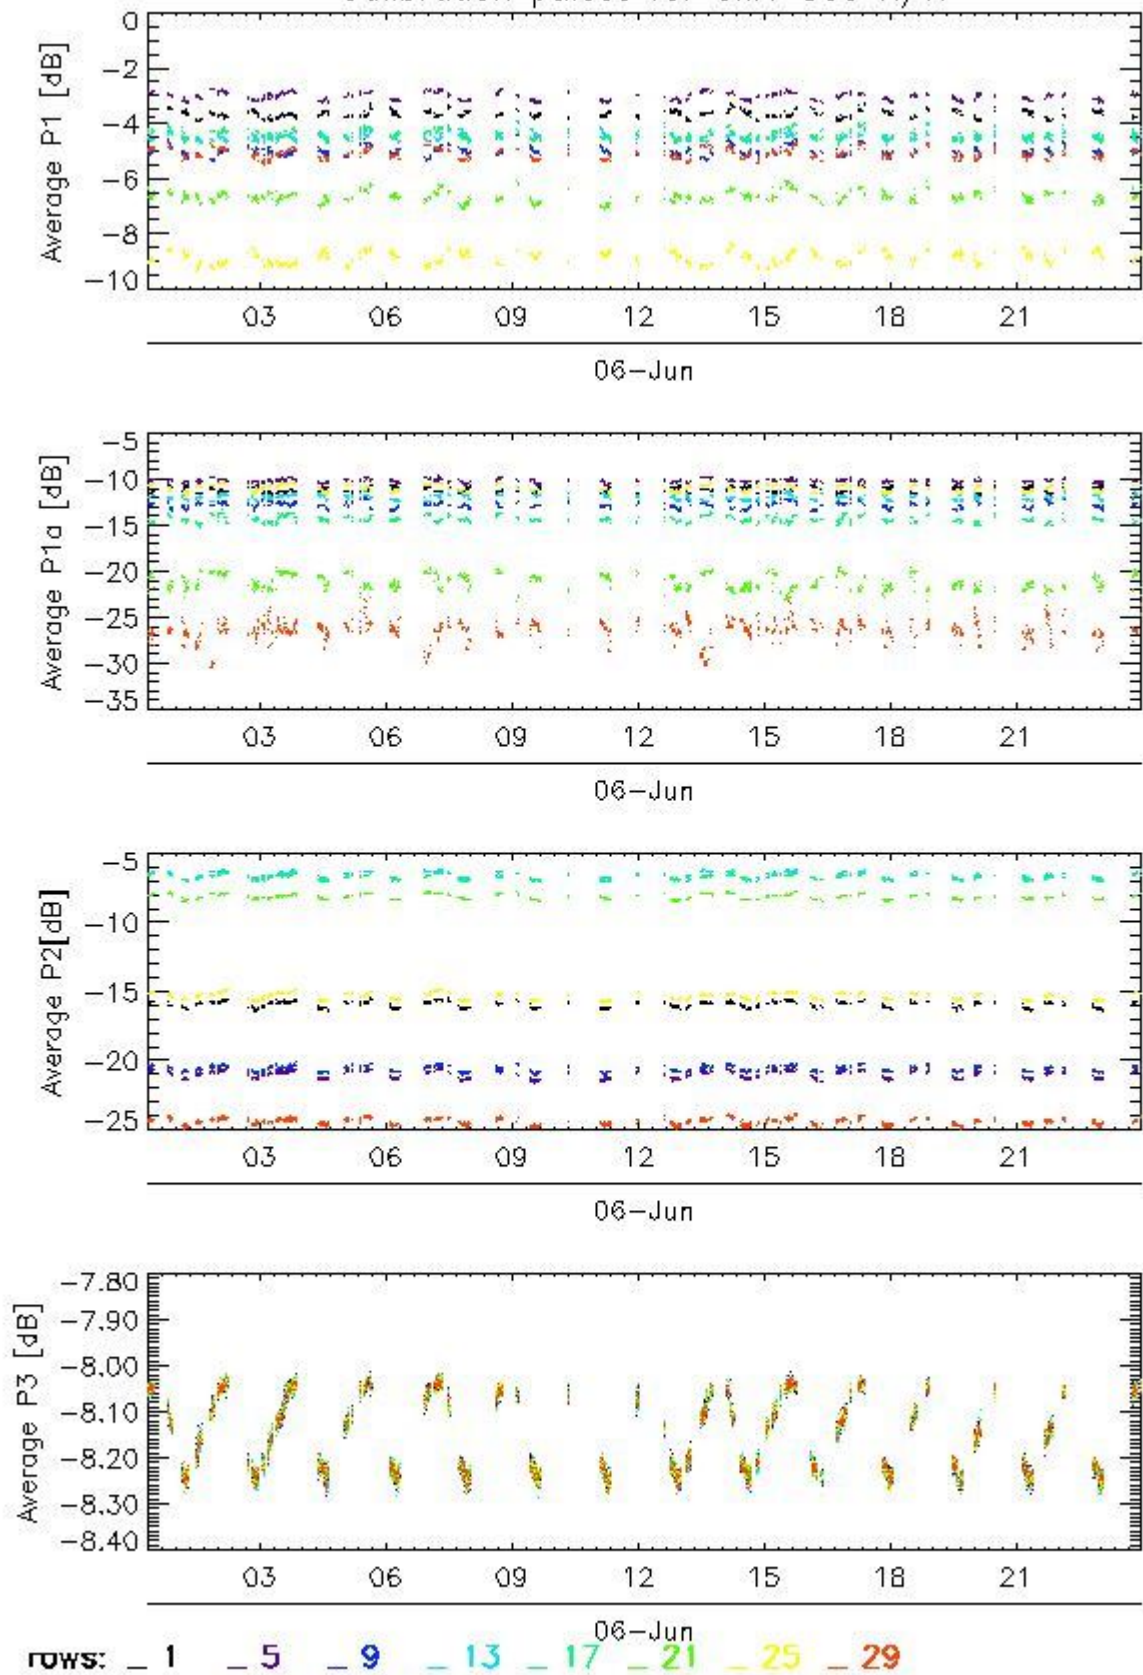 0
−2
−4
−6
−8
−10
Average P1 [dB]
03 06 09 12 15 18 21
06−Jun
−5
−10
−15
−20
−25
−30
−35
Average P1a [dB]
03 06 09 12 15 18 21
06−Jun
−5
−10
−15
−20
−25
Average P2[dB]
03 06 09 12 15 18 21
06−Jun
−7.80
−7.90
−8.00
−8.10
−8.20
−8.30
−8.40
Average P3 [dB]
03 06 09 12 15 18 21
06−Jun
rows: _ 1 _ 5 _ 9 _ 13 _ 17 _ 21 _ 25 _ 29